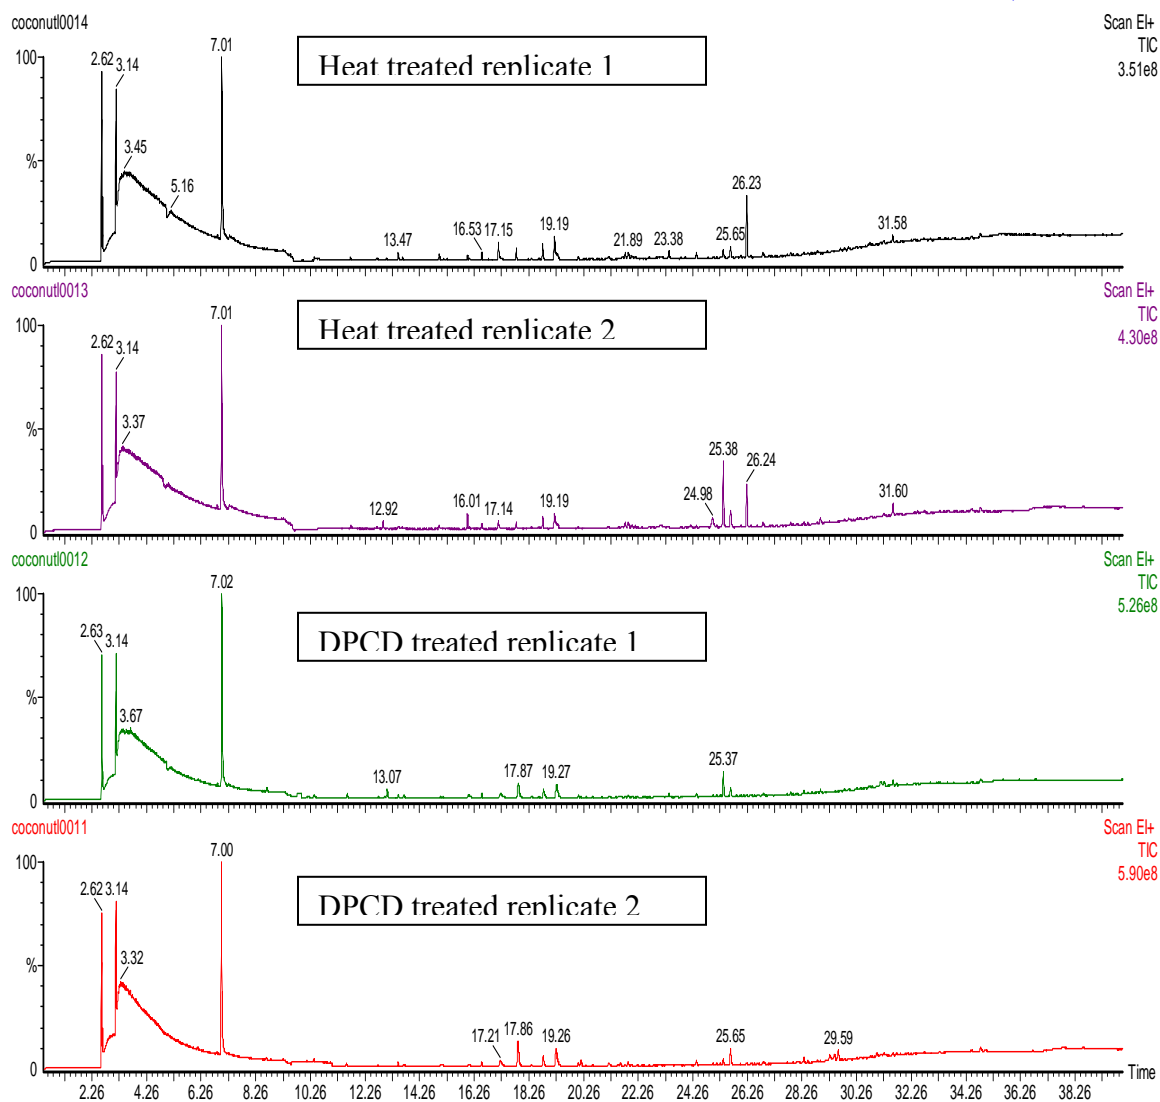 coconutl0014
Scan EI+
TIC
3.51e8
Heat treated replicate 1
100
%
0
2.62
3.14
3.45
5.16
7.01
13.47
16.53
17.15
19.19
21.89
23.38
25.65
26.23
31.58
coconutl0013
Scan EI+
TIC
4.30e8
Heat treated replicate 2
100
%
0
2.62
3.14
3.37
7.01
12.92
16.01
17.14
19.19
24.98
25.38
26.24
31.60
coconutl0012
Scan EI+
TIC
5.26e8
DPCD treated replicate 1
100
%
0
2.63
3.14
3.67
7.02
13.07
17.87
19.27
25.37
coconutl0011
Scan EI+
TIC
5.90e8
DPCD treated replicate 2
100
%
0
2.62
3.14
3.32
7.00
17.21
17.86
19.26
25.65
29.59
2.26 4.26 6.26 8.26 10.26 12.26 14.26 16.26 18.26 20.26 22.26 24.26 26.26 28.26 30.26 32.26 34.26 36.26 38.26
Time